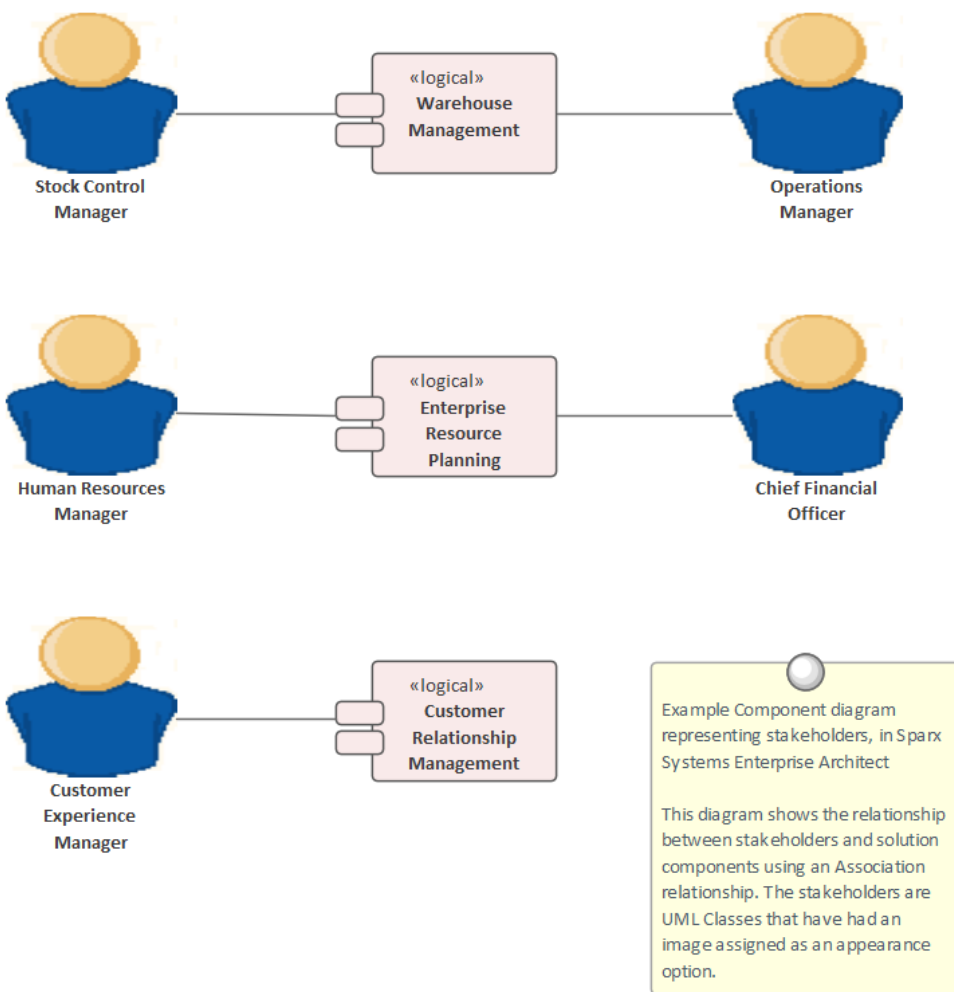 «logical»
Warehouse
Management
Stock Control
Manager
Operations
Manager
«logical»
Enterprise
Resource
Planning
Human Resources
Manager
Chief Financial
Officer
«logical»
Customer
Relationship
Management
Customer
Experience
Manager
Example Component diagram
representing stakeholders, in Sparx
Systems Enterprise Architect
This diagram shows the relationship
between stakeholders and solution
components using an Association
relationship. The stakeholders are
UML Classes that have had an
image assigned as an appearance
option.